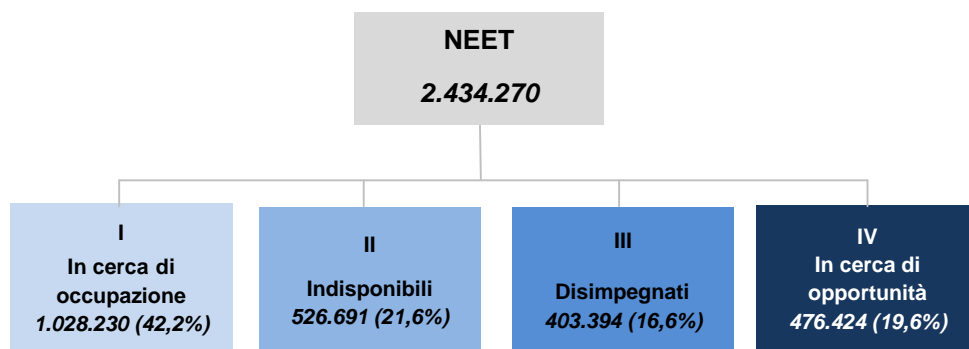 NEET
2.434.270
I
In cerca di
occupazione
1.028.230 (42,2%)
II
Indisponibili
526.691 (21,6%)
III
Disimpegnati
403.394 (16,6%)
IV
In cerca di
opportunità
476.424 (19,6%)